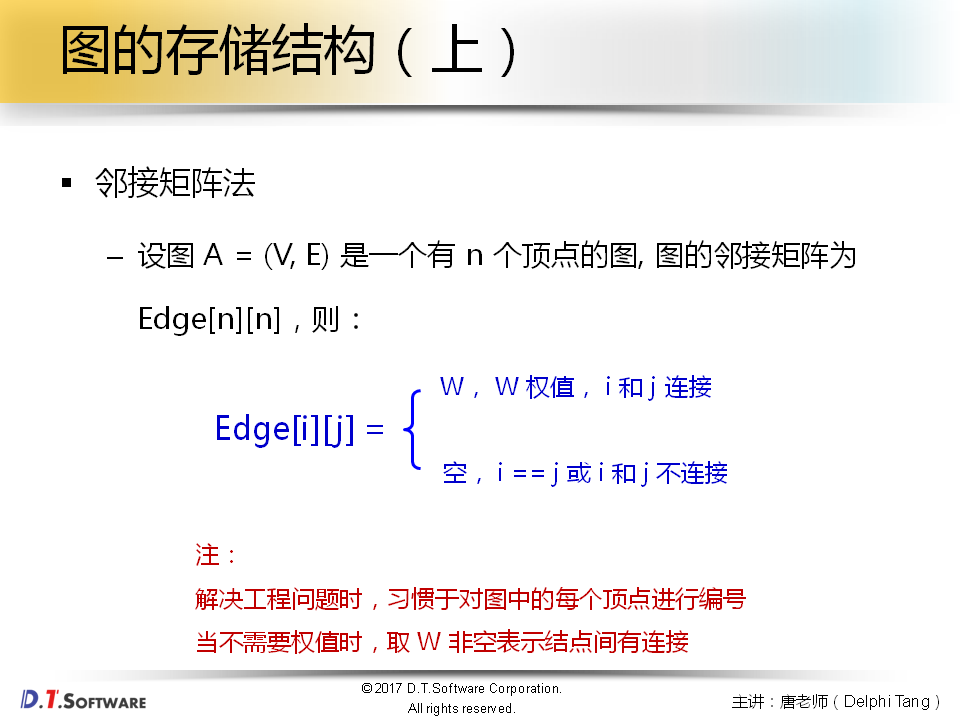 图的存储结构（上）
▪ 邻接矩阵法
– 设图 A = (V, E) 是一个有 n 个顶点的图, 图的邻接矩阵为
Edge[n][n]，则：
W， W 权值， i 和 j 连接
Edge[i][j] =
空， i == j 或 i 和 j 不连接
注：
解决工程问题时，习惯于对图中的每个顶点进行编号
当不需要权值时，取 W 非空表示结点间有连接
D.T.SOFTWARE
©2017 D.T.Software Corporation.
All rights reserved.
主讲：唐老师（Delphi Tang）